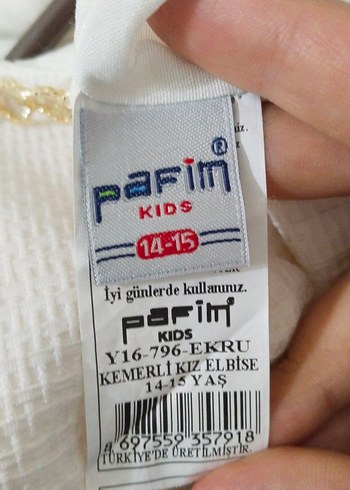 PAFIM®
KIDS
14-15
İyi günlerde kullanınız.
PAFIM®
KIDS
Y16-796-EKRU
KEMERLİ KIZ ELBİSE
14-15 YAŞ
697559 357918
TÜRKİYE'DE ÜRETİLMİŞTİR.